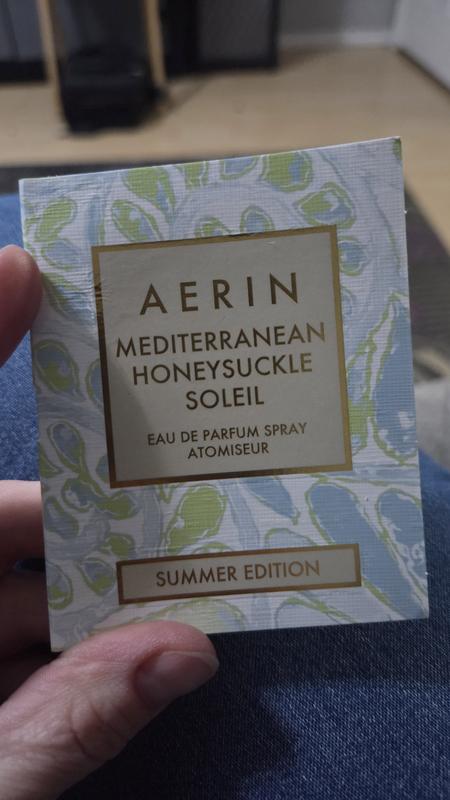 AERIN
MEDITERRANEAN
HONEYSUCKLE
SOLEIL
EAU DE PARFUM SPRAY
ATOMISEUR
SUMMER EDITION